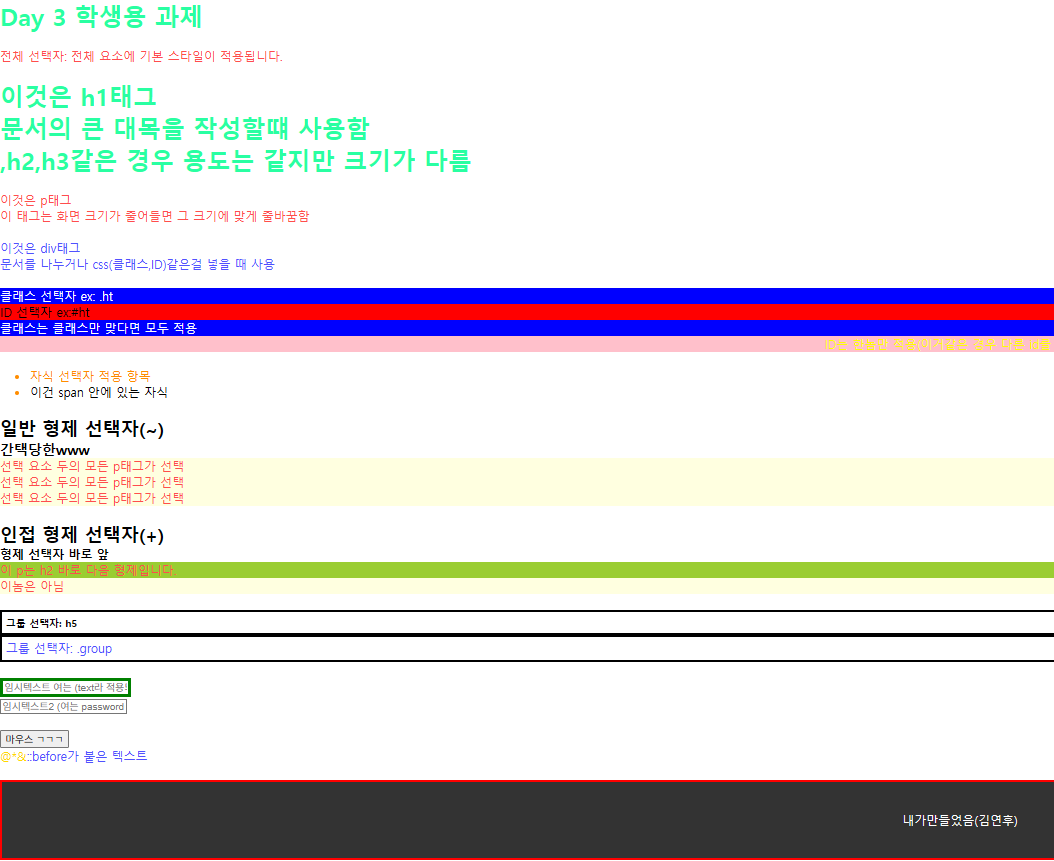 Day 3 학생용 과제
전체 선택자: 전체 요소에 기본 스타일이 적용됩니다.
이것은 h1태그
문서의 큰 대목을 작성할때 사용함
,h2,h3같은 경우 용도는 같지만 크기가 다름
이것은 p태그
이 태그는 화면 크기가 줄어들면 그 크기에 맞게 줄바꿈함
이것은 div태그
문서를 나누거나 css(클래스,ID)같은걸 넣을 때 사용
클래스 선택자 ex: .ht
ID 선택자 ex:#ht
클래스는 클래스만 맞다면 모두 적용
ID는 한놈만 적용(이거같은 경우 다른 id임
자식 선택자 적용 항목
이건 span 안에 있는 자식
일반 형제 선택자(~)
간택당한www
선택 요소 두의 모든 p태그가 선택
선택 요소 두의 모든 p태그가 선택
선택 요소 두의 모든 p태그가 선택
인접 형제 선택자(+)
형제 선택자 바로 앞
이 p는 h2 바로 다음 형제입니다.
이놈은 아님
그룹 선택자: h5
그룹 선택자: .group
임시텍스트 여는 (text라 적용
임시텍스트2 (여는 password
마우스 ㄱㄱㄱ
@*&::before가 붙은 텍스트
내가만들었음(김연후)